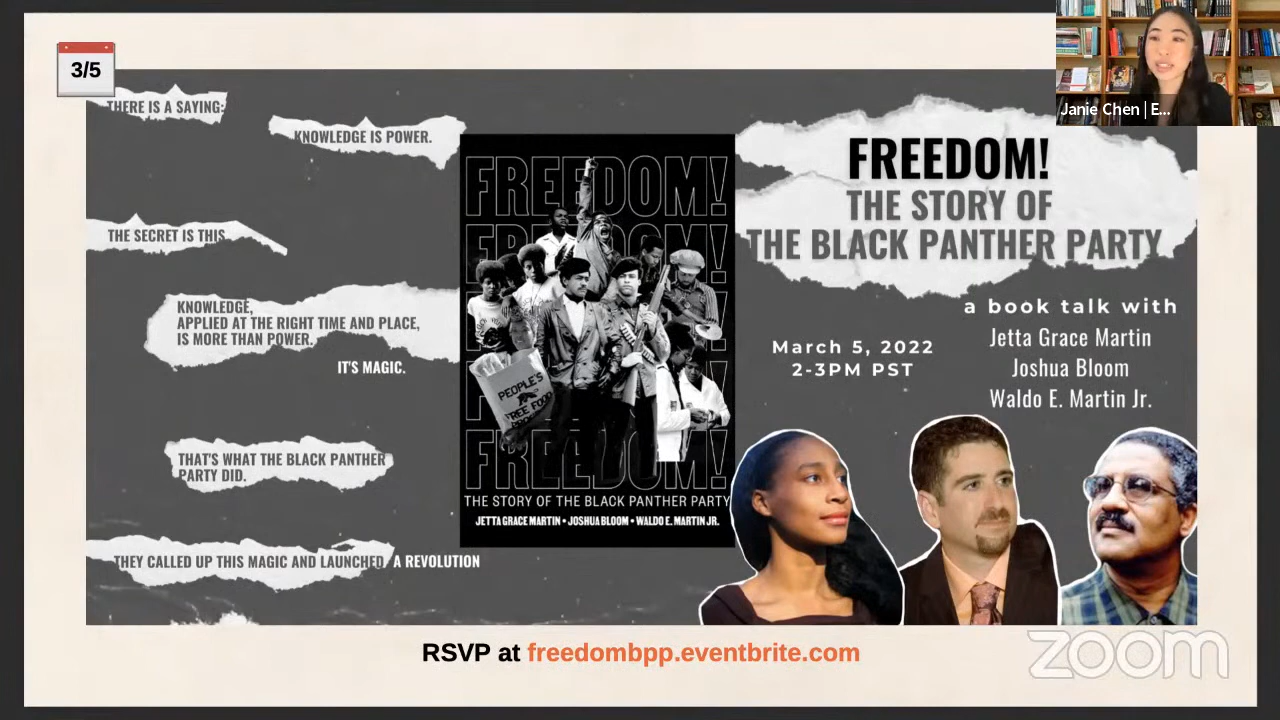 3/5
THERE IS A SAYING:
KNOWLEDGE IS POWER.
THE SECRET IS THIS
KNOWLEDGE,
APPLIED AT THE RIGHT TIME AND PLACE,
IS MORE THAN POWER.
IT'S MAGIC.
THAT'S WHAT THE BLACK PANTHER
PARTY DID.
THEY CALLED UP THIS MAGIC AND LAUNCHED A REVOLUTION
FREEDOM!
PEOPLE'S
FREE FOOD
FREEDOM!
THE STORY OF THE BLACK PANTHER PARTY
JETTA GRACE MARTIN • JOSHUA BLOOM • WALDO E. MARTIN JR.
FREEDOM!
THE STORY OF
THE BLACK PANTHER PARTY
a book talk with
Jetta Grace Martin
Joshua Bloom
Waldo E. Martin Jr.
March 5, 2022
2-3PM PST
RSVP at freedombpp.eventbrite.com
Janie Chen | E...
zoom